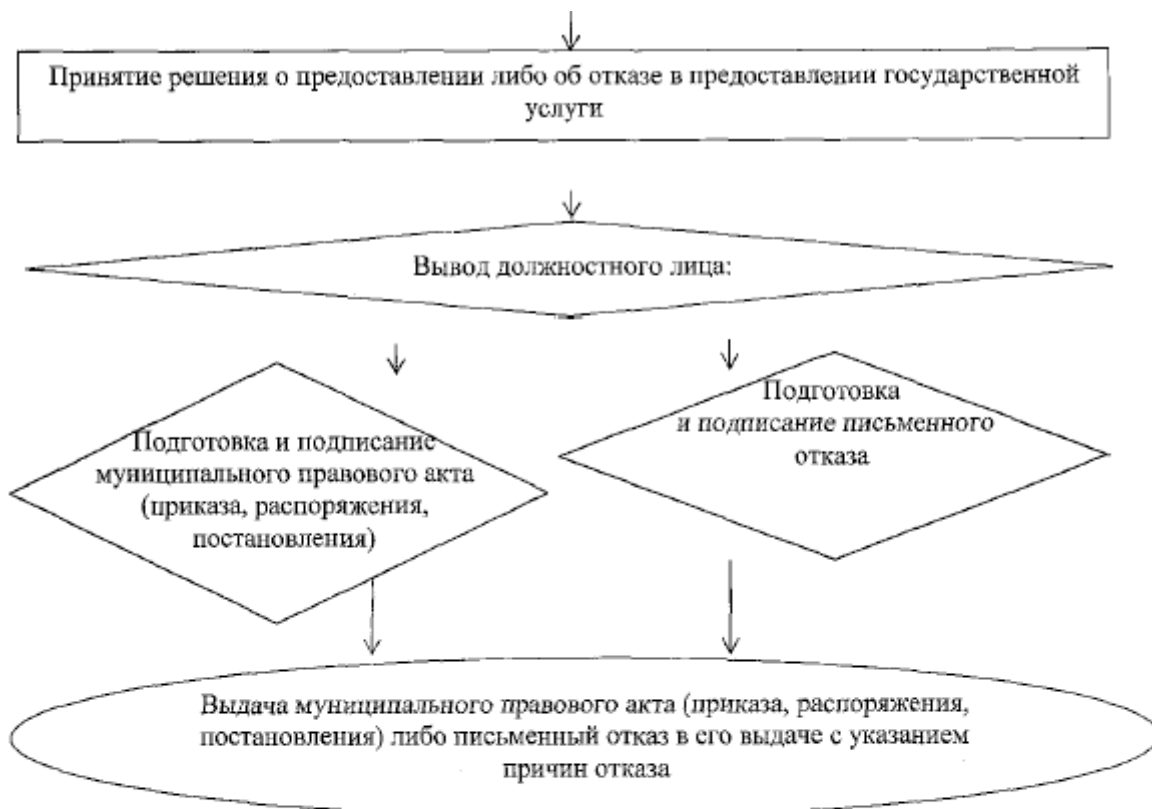 Принятие решения о предоставлении либо об отказе в предоставлении государственной
услуги
Вывод должностного лица:
Подготовка и подписание
муниципального правового акта
(приказа, распоряжения,
постановления)
Подготовка
и подписание письменного
отказа
Выдача муниципального правового акта (приказа, распоряжения,
постановления) либо письменный отказ в его выдаче с указанием
причин отказа